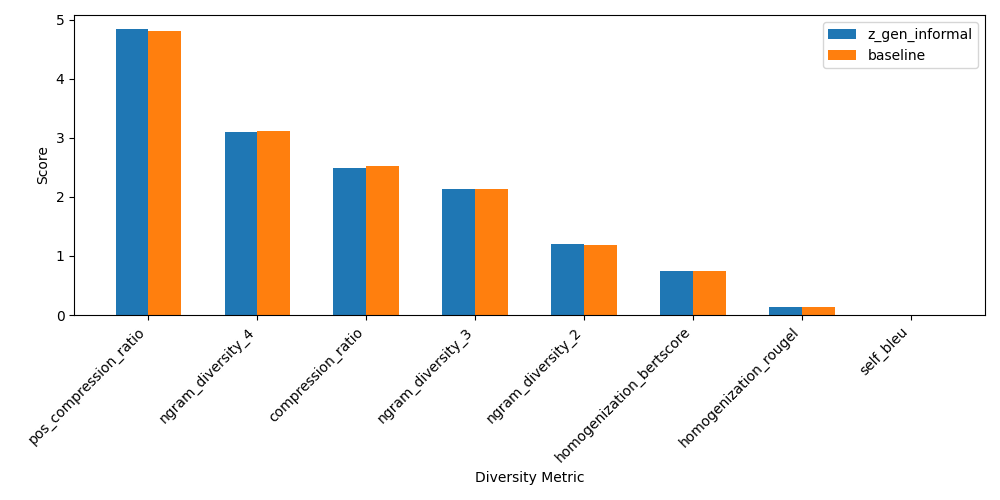 z_gen_informal
baseline
5
4
3
2
1
0
Score
pos_compression_ratio
ngram_diversity_4
compression_ratio
ngram_diversity_3
ngram_diversity_2
homogenization_bertscore
homogenization_rougel
self_bleu
Diversity Metric